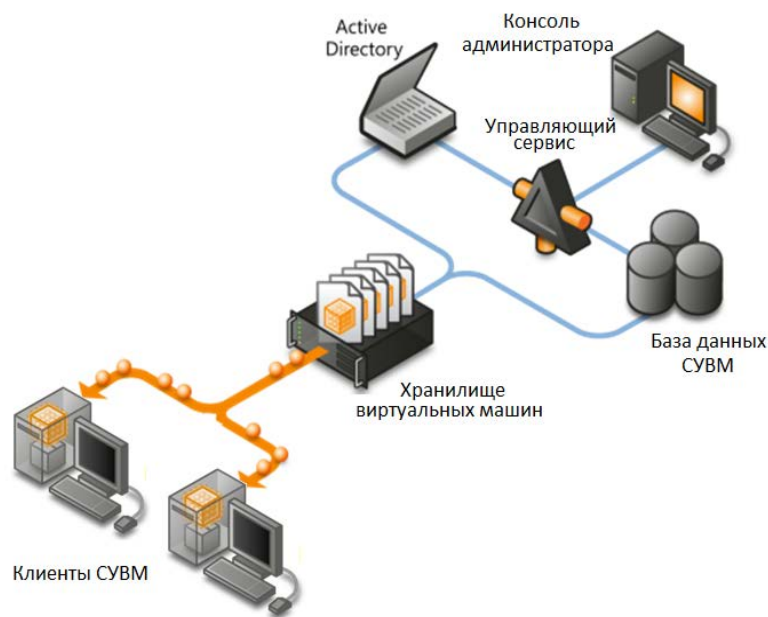 Active
Directory
Консоль
администратора
Управляющий
сервис
База данных
СУВМ
Хранилище
виртуальных машин
Клиенты СУВМ